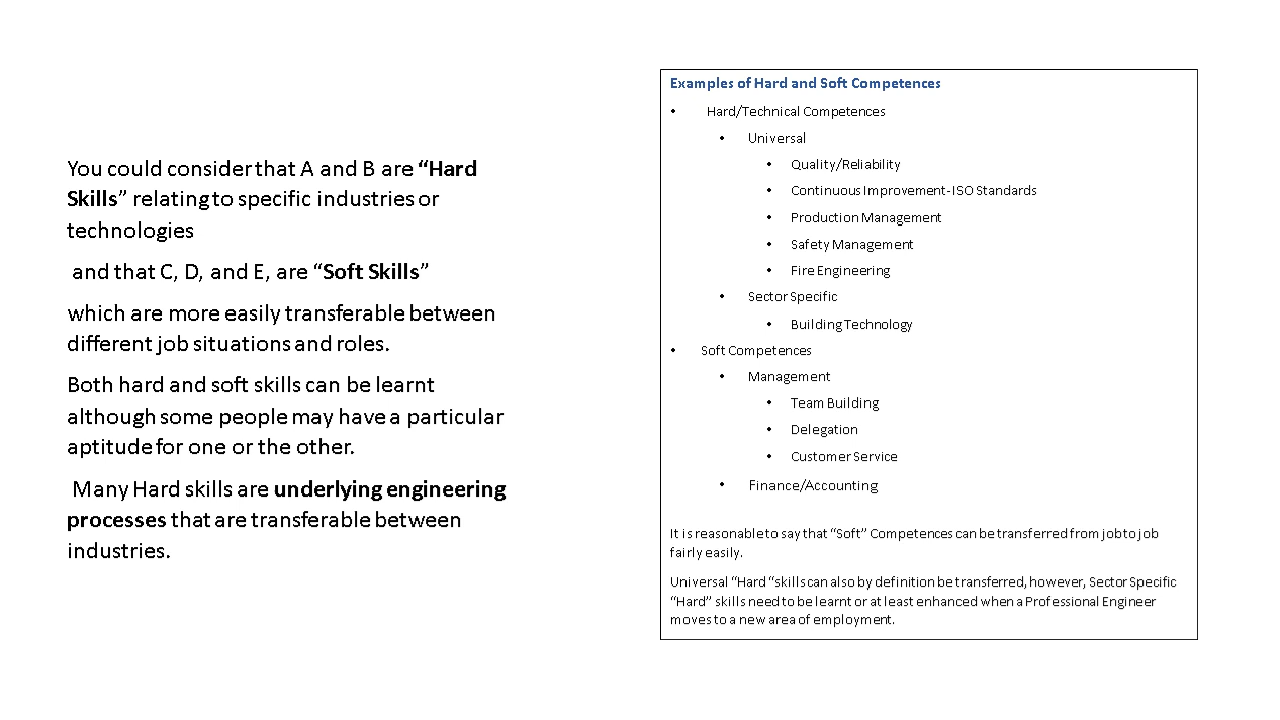 You could consider that A and B are “Hard
Skills” relating to specific industries or
technologies
and that C, D, and E, are “Soft Skills”
which are more easily transferable between
different job situations and roles.
Both hard and soft skills can be learnt
although some people may have a particular
aptitude for one or the other.
Many Hard skills are underlying engineering
processes that are transferable between
industries.
Examples of Hard and Soft Competences
• Hard/Technical Competences
• Universal
• Quality/Reliability
• Continuous Improvement- ISO Standards
• Production Management
• Safety Management
• Fire Engineering
• Sector Specific
• Building Technology
• Soft Competences
• Management
• Team Building
• Delegation
• Customer Service
• Finance/Accounting
It is reasonable to say that “Soft” Competences can be transferred from job to job
fairly easily.
Universal “Hard “skills can also by definition be transferred, however, Sector Specific
“Hard” skills need to be learnt or at least enhanced when a Professional Engineer
moves to a new area of employment.